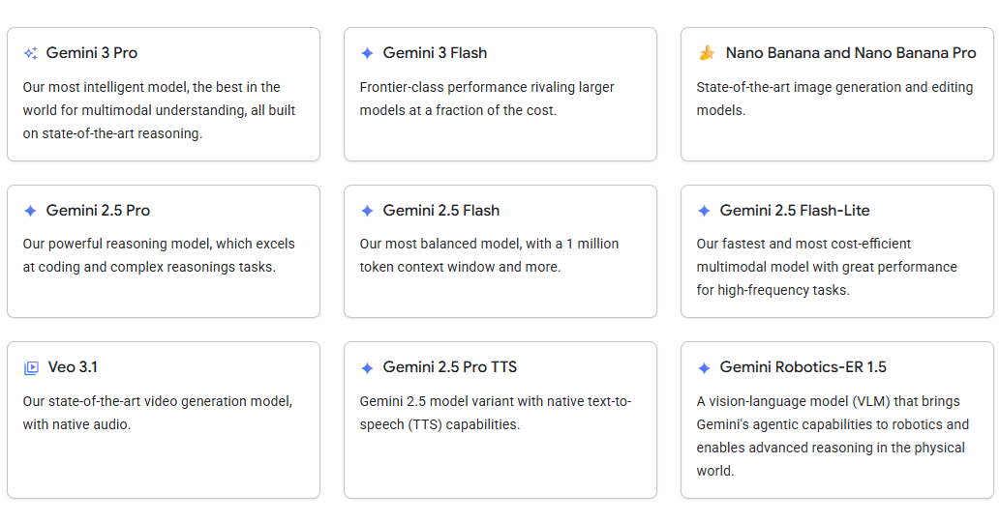 Gemini 3 Pro
Our most intelligent model, the best in the
world for multimodal understanding, all built
on state-of-the-art reasoning.
Gemini 3 Flash
Frontier-class performance rivaling larger
models at a fraction of the cost.
Nano Banana and Nano Banana Pro
State-of-the-art image generation and editing
models.
Gemini 2.5 Pro
Our powerful reasoning model, which excels
at coding and complex reasonings tasks.
Gemini 2.5 Flash
Our most balanced model, with a 1 million
token context window and more.
Gemini 2.5 Flash-Lite
Our fastest and most cost-efficient
multimodal model with great performance
for high-frequency tasks.
Veo 3.1
Our state-of-the-art video generation model,
with native audio.
Gemini 2.5 Pro TTS
Gemini 2.5 model variant with native text-to-
speech (TTS) capabilities.
Gemini Robotics-ER 1.5
A vision-language model (VLM) that brings
Gemini's agentic capabilities to robotics and
enables advanced reasoning in the physical
world.